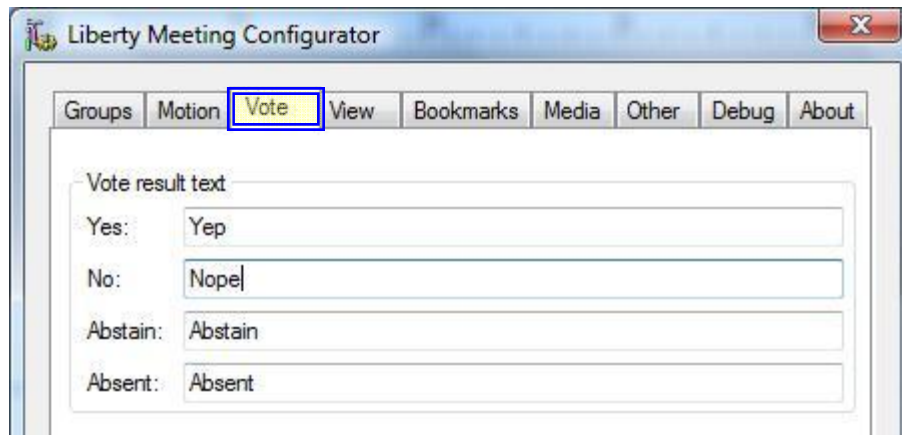 Liberty Meeting Configurator
Groups Motion Vote View Bookmarks Media Other Debug About
Vote result text
Yes: Yep
No: Nope
Abstain: Abstain
Absent: Absent